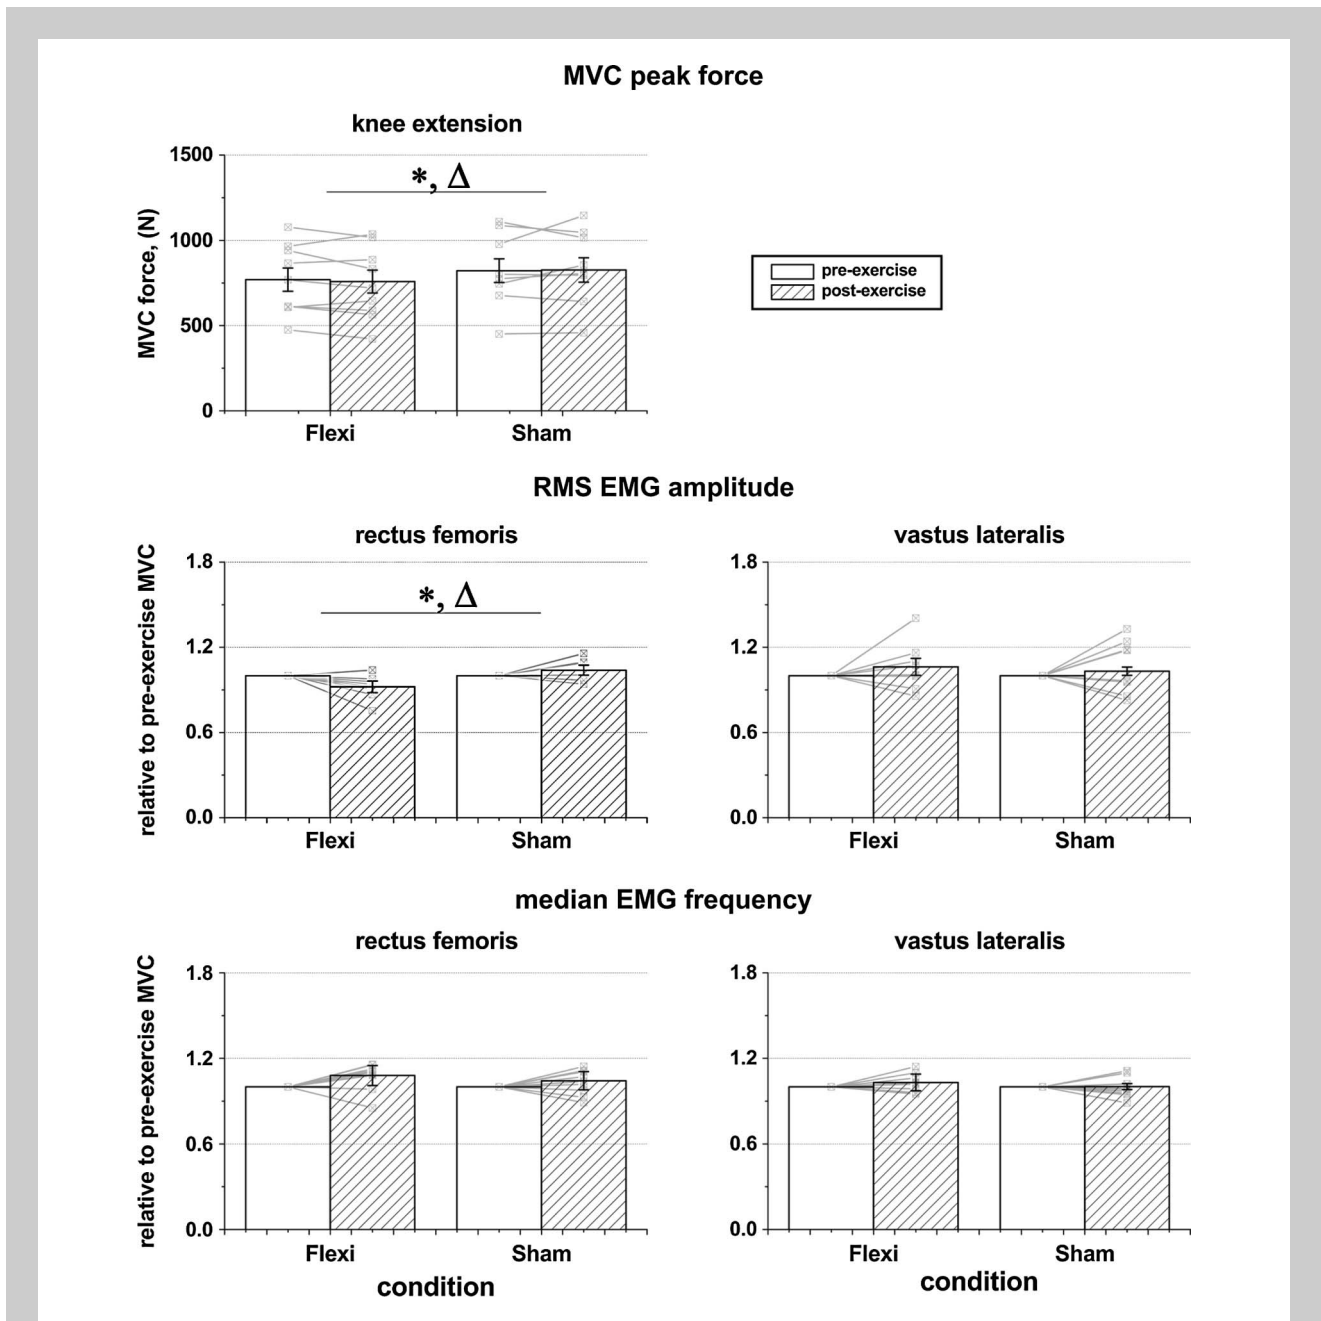 MVC peak force
knee extension
MVC force, (N)
1500
1000
500
0
*, Δ
Flexi
Sham
pre-exercise
post-exercise
RMS EMG amplitude
rectus femoris
relative to pre-exercise MVC
1.8
1.2
0.6
0.0
*, Δ
Flexi
Sham
vastus lateralis
1.8
1.2
0.6
0.0
Flexi
Sham
median EMG frequency
rectus femoris
relative to pre-exercise MVC
1.8
1.2
0.6
0.0
Flexi
Sham
condition
vastus lateralis
1.8
1.2
0.6
0.0
Flexi
Sham
condition